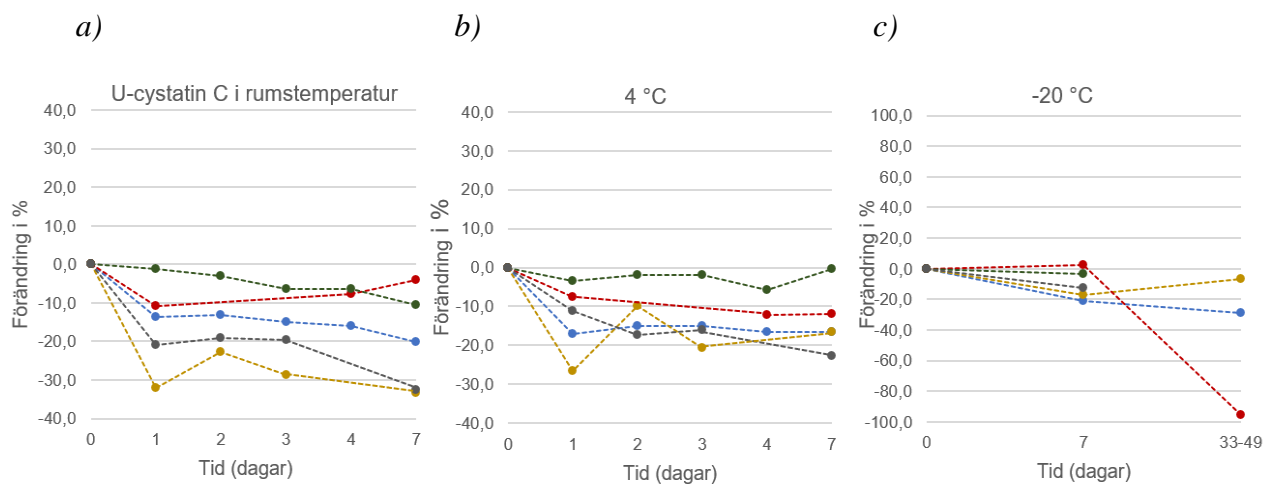 a)
U-cystatin C i rumstemperatur
Förändring i %
40,0
30,0
20,0
10,0
0,0
-10,0
-20,0
-30,0
-40,0
0 1 2 3 4 7
Tid (dagar)
b)
4 °C
Förändring i %
40,0
30,0
20,0
10,0
0,0
-10,0
-20,0
-30,0
-40,0
0 1 2 3 4 7
Tid (dagar)
c)
-20 °C
Förändring i %
100,0
80,0
60,0
40,0
20,0
0,0
-20,0
-40,0
-60,0
-80,0
-100,0
0 7 33-49
Tid (dagar)